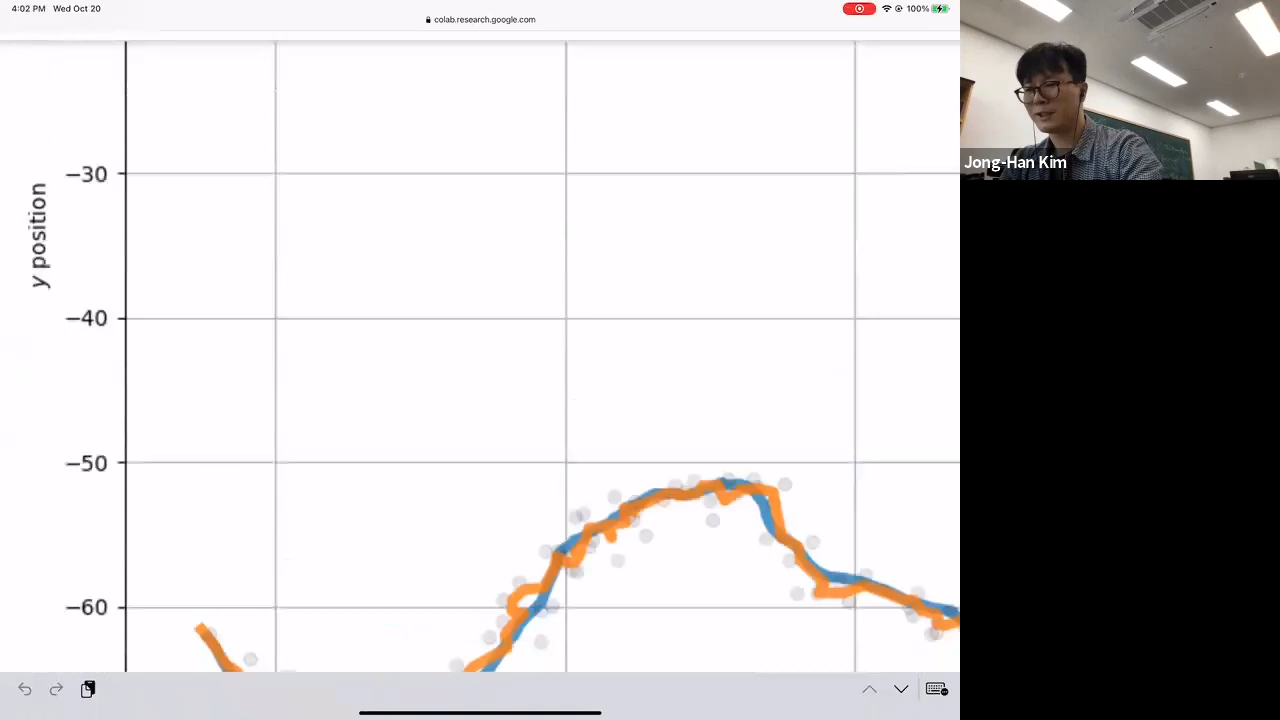 4:02 PM Wed Oct 20
colab.research.google.com
100%
Jong-Han Kim
y position
−30
−40
−50
−60